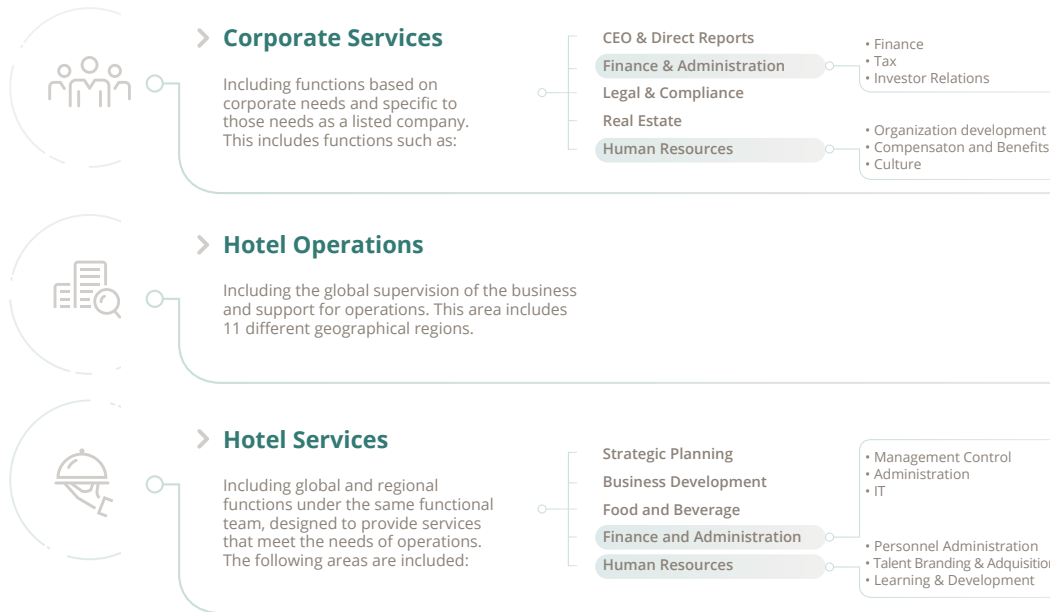 Corporate Services
Including functions based on
corporate needs and specific to
those needs as a listed company.
This includes functions such as:
CEO & Direct Reports
Finance & Administration
Legal & Compliance
Real Estate
Human Resources
• Finance
• Tax
• Investor Relations
• Organization development
• Compensaton and Benefits
• Culture
Hotel Operations
Including the global supervision of the business
and support for operations. This area includes
11 different geographical regions.
Hotel Services
Including global and regional
functions under the same functional
team, designed to provide services
that meet the needs of operations.
The following areas are included:
Strategic Planning
Business Development
Food and Beverage
Finance and Administration
Human Resources
• Management Control
• Administration
• IT
• Personnel Administration
• Talent Branding & Adquisition
• Learning & Development